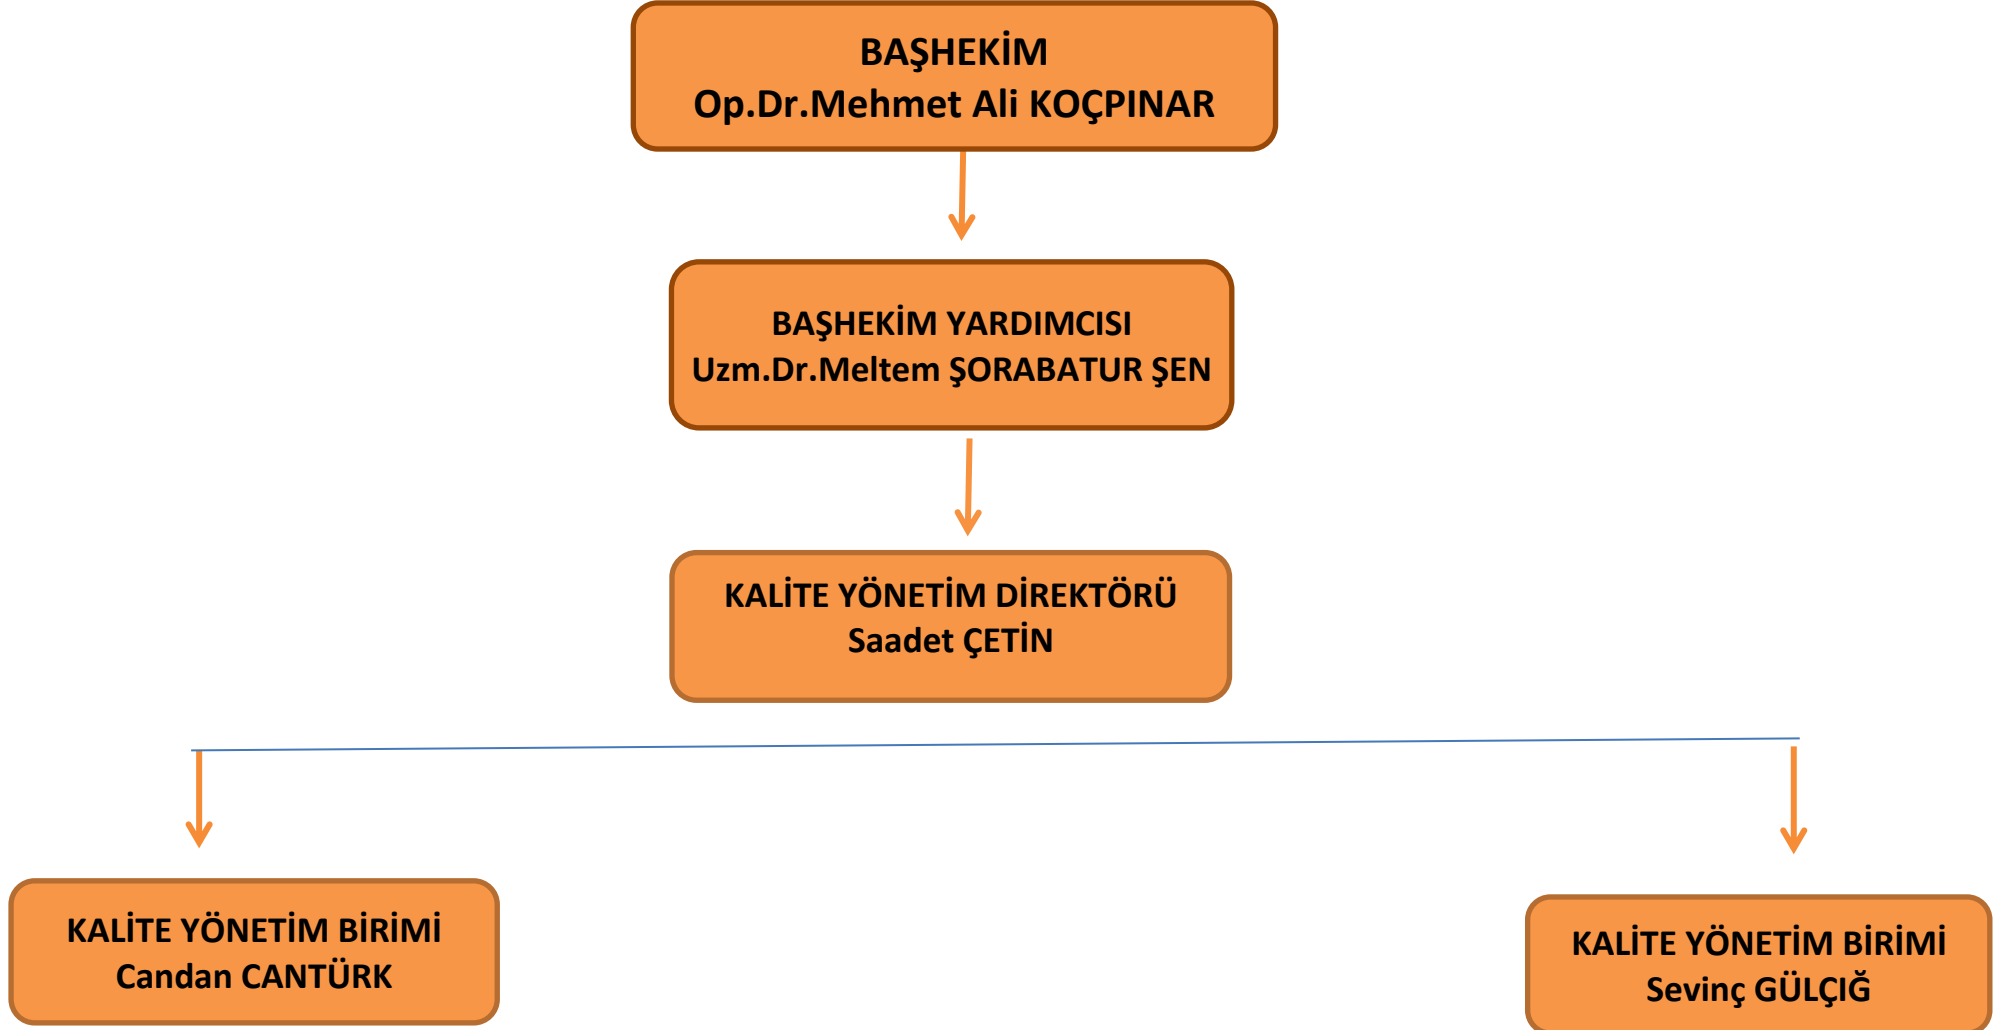 BAŞHEKİM
Op.Dr.Mehmet Ali KOÇPINAR
BAŞHEKİM YARDIMCISI
Uzm.Dr.Meltem ŞORABATUR ŞEN
KALİTE YÖNETİM DİREKTÖRÜ
Saadet ÇETİN
KALİTE YÖNETİM BİRİMİ
Candan CANTÜRK
KALİTE YÖNETİM BİRİMİ
Sevinç GÜLÇIĞ